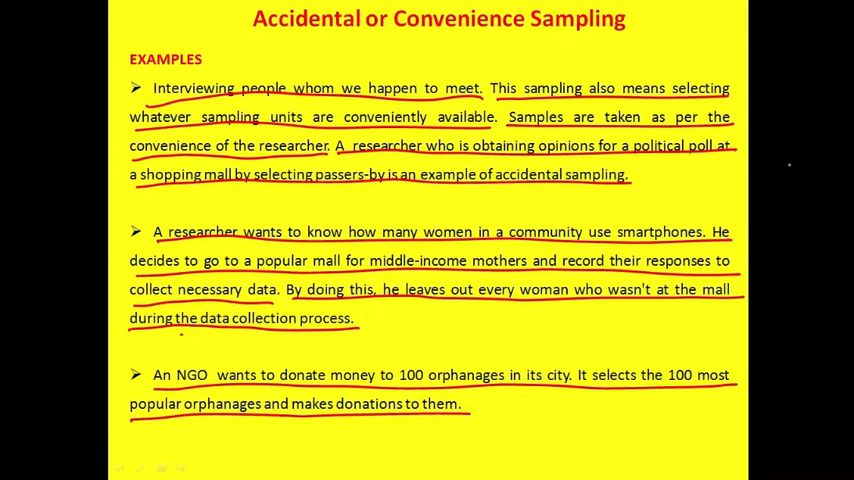 Accidental or Convenience Sampling
EXAMPLES
➢ Interviewing people whom we happen to meet. This sampling also means selecting
whatever sampling units are conveniently available. Samples are taken as per the
convenience of the researcher. A researcher who is obtaining opinions for a political poll at
a shopping mall by selecting passers-by is an example of accidental sampling.
➢ A researcher wants to know how many women in a community use smartphones. He
decides to go to a popular mall for middle-income mothers and record their responses to
collect necessary data. By doing this, he leaves out every woman who wasn't at the mall
during the data collection process.
➢ An NGO wants to donate money to 100 orphanages in its city. It selects the 100 most
popular orphanages and makes donations to them.